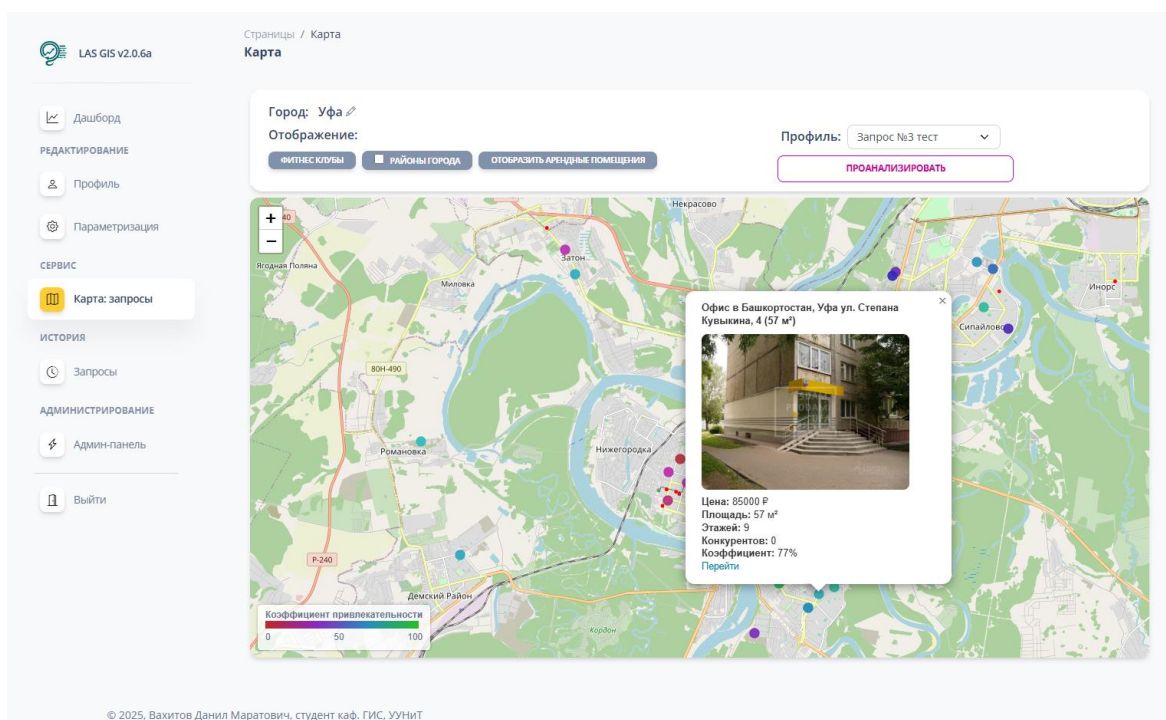 LAS GIS v2.0.6a
Страницы / Карта
Карта
Дашборд
РЕДАКТИРОВАНИЕ
Профиль
Параметризация
СЕРВИС
Карта: запросы
ИСТОРИЯ
Запросы
АДМИНИСТРИРОВАНИЕ
Админ-панель
Выйти
Город: Уфа
Отображение:
ФИТНЕС КЛУБЫ
РАЙОНЫ ГОРОДА
ОТОБРАЗИТЬ АРЕНДНЫЕ ПОМЕЩЕНИЯ
Профиль: Запрос №3 тест
ПРОАНАЛИЗИРОВАТЬ
+
−
40
Некрасово
Затон
Ягодная Поляна
Миловка
Инорс
Сипайлово
80Н-490
Романовка
Нижегородка
Р-240
Демский Район
Кордон
Офис в Башкортостан, Уфа ул. Степана
Кувыкина, 4 (57 м²)
×
Цена: 85000 ₽
Площадь: 57 м²
Этажей: 9
Конкурентов: 0
Коэффициент: 77%
Перейти
Коэффициент привлекательности
0 50 100
© 2025, Вахитов Данил Маратович, студент каф. ГИС, УУНиТ